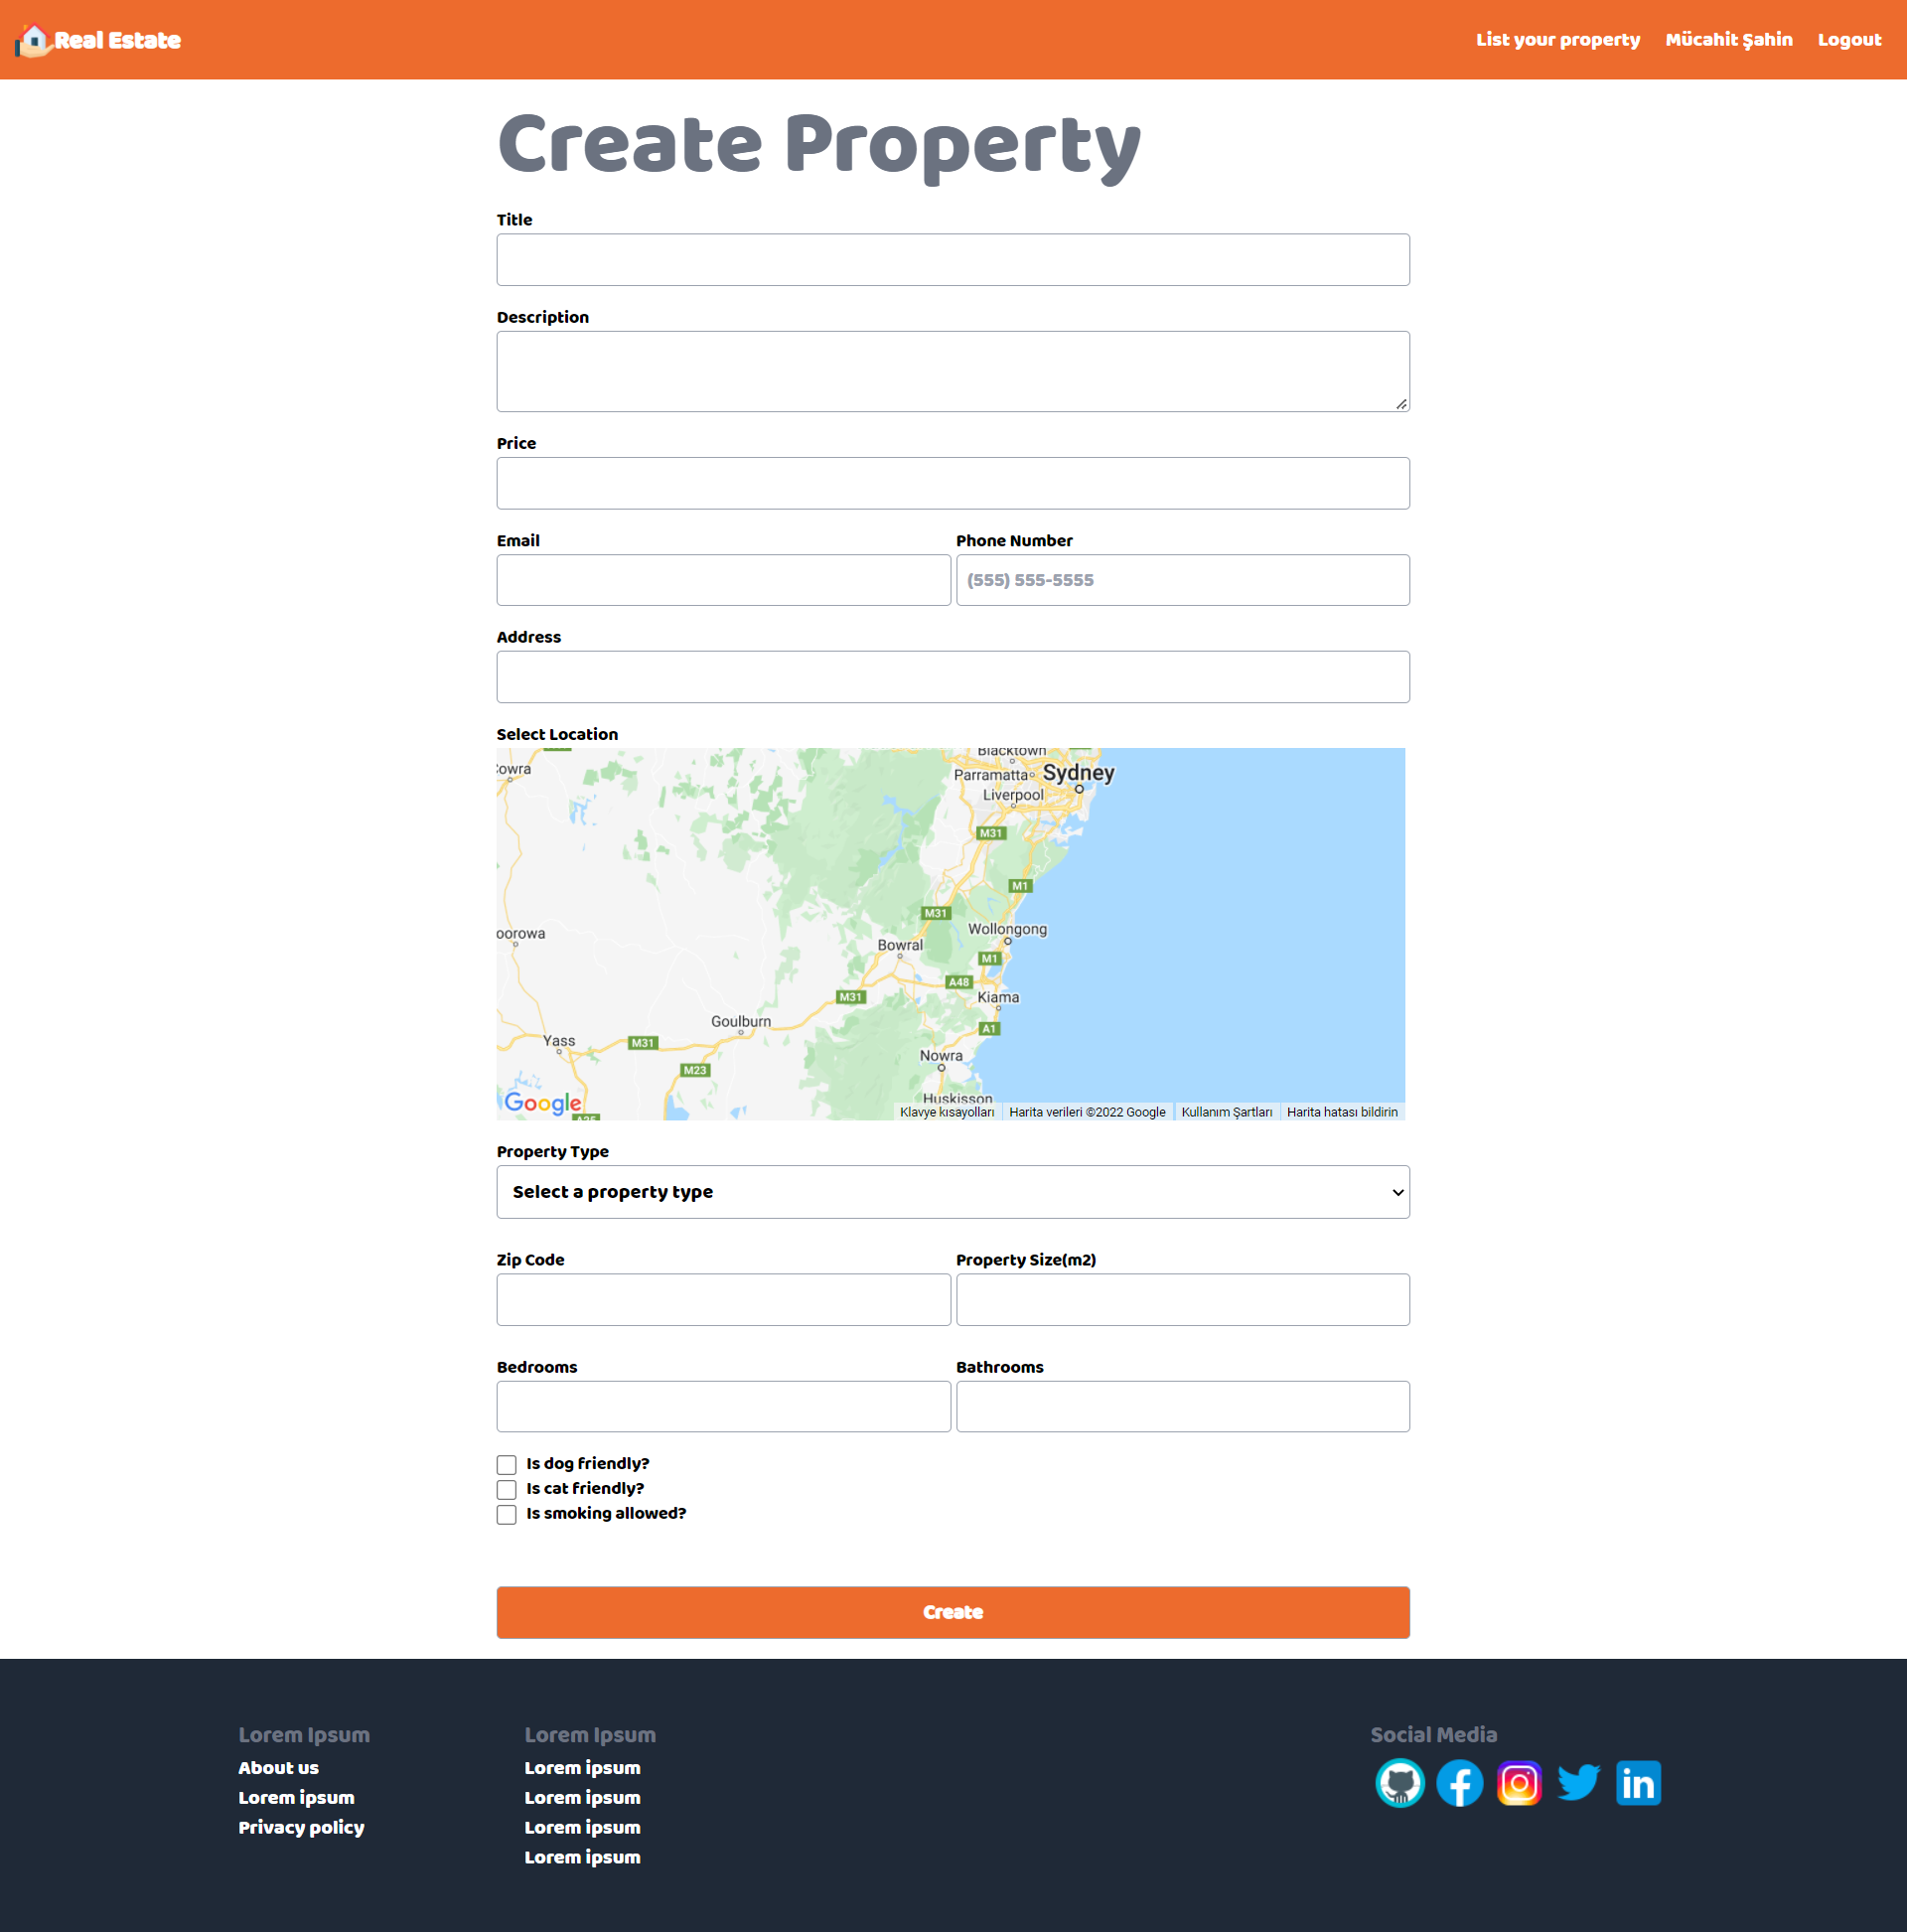 Real Estate
List your property Mücahit Şahin Logout
Create Property
Title
Description
Price
Email Phone Number
(555) 555-5555
Address
Select Location
Blacktown
Cowra
Parramatta Sydney
Liverpool
M31
M1
M31
Wollongong
oorowa
Bowral
M1
A48
M31 Kiama
Goulburn
A1
Yass M31
Nowra
M23
Huskisson
Google
A25
Klavye kısayolları Harita verileri ©2022 Google Kullanım Şartları Harita hatası bildirin
Property Type
Select a property type
Zip Code Property Size(m2)
Bedrooms Bathrooms
Is dog friendly?
Is cat friendly?
Is smoking allowed?
Create
Lorem Ipsum Lorem Ipsum Social Media
About us Lorem ipsum
Lorem ipsum Lorem ipsum
Privacy policy Lorem ipsum
Lorem ipsum
in